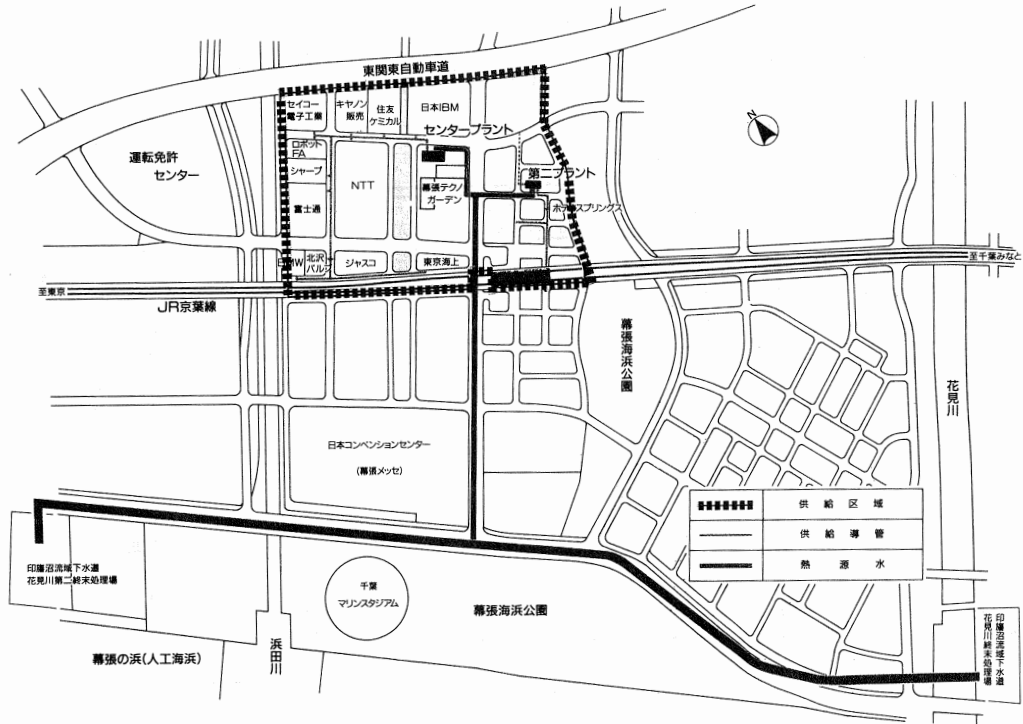 東関東自動車道
セイコー
電子工業
キヤノン
販売
住友
ケミカル
日本IBM
センタープラント
N
運転免許
センター
ロボット
FA
シャープ
NTT
幕張テクノ
ガーデン
第二プラント
富士通
ホテルスプリングス
北沢
バルブ
ジャスコ
東京海上
至千葉みなと
至東京
JR京葉線
幕張海浜公園
花見川
日本コンベンションセンター
(幕張メッセ)
供給区域
供給導管
熱源水
印旛沼流域下水道
花見川第二終末処理場
千葉
マリンスタジアム
幕張海浜公園
印旛沼流域下水道
花見川終末処理場
浜田川
幕張の浜(人工海浜)